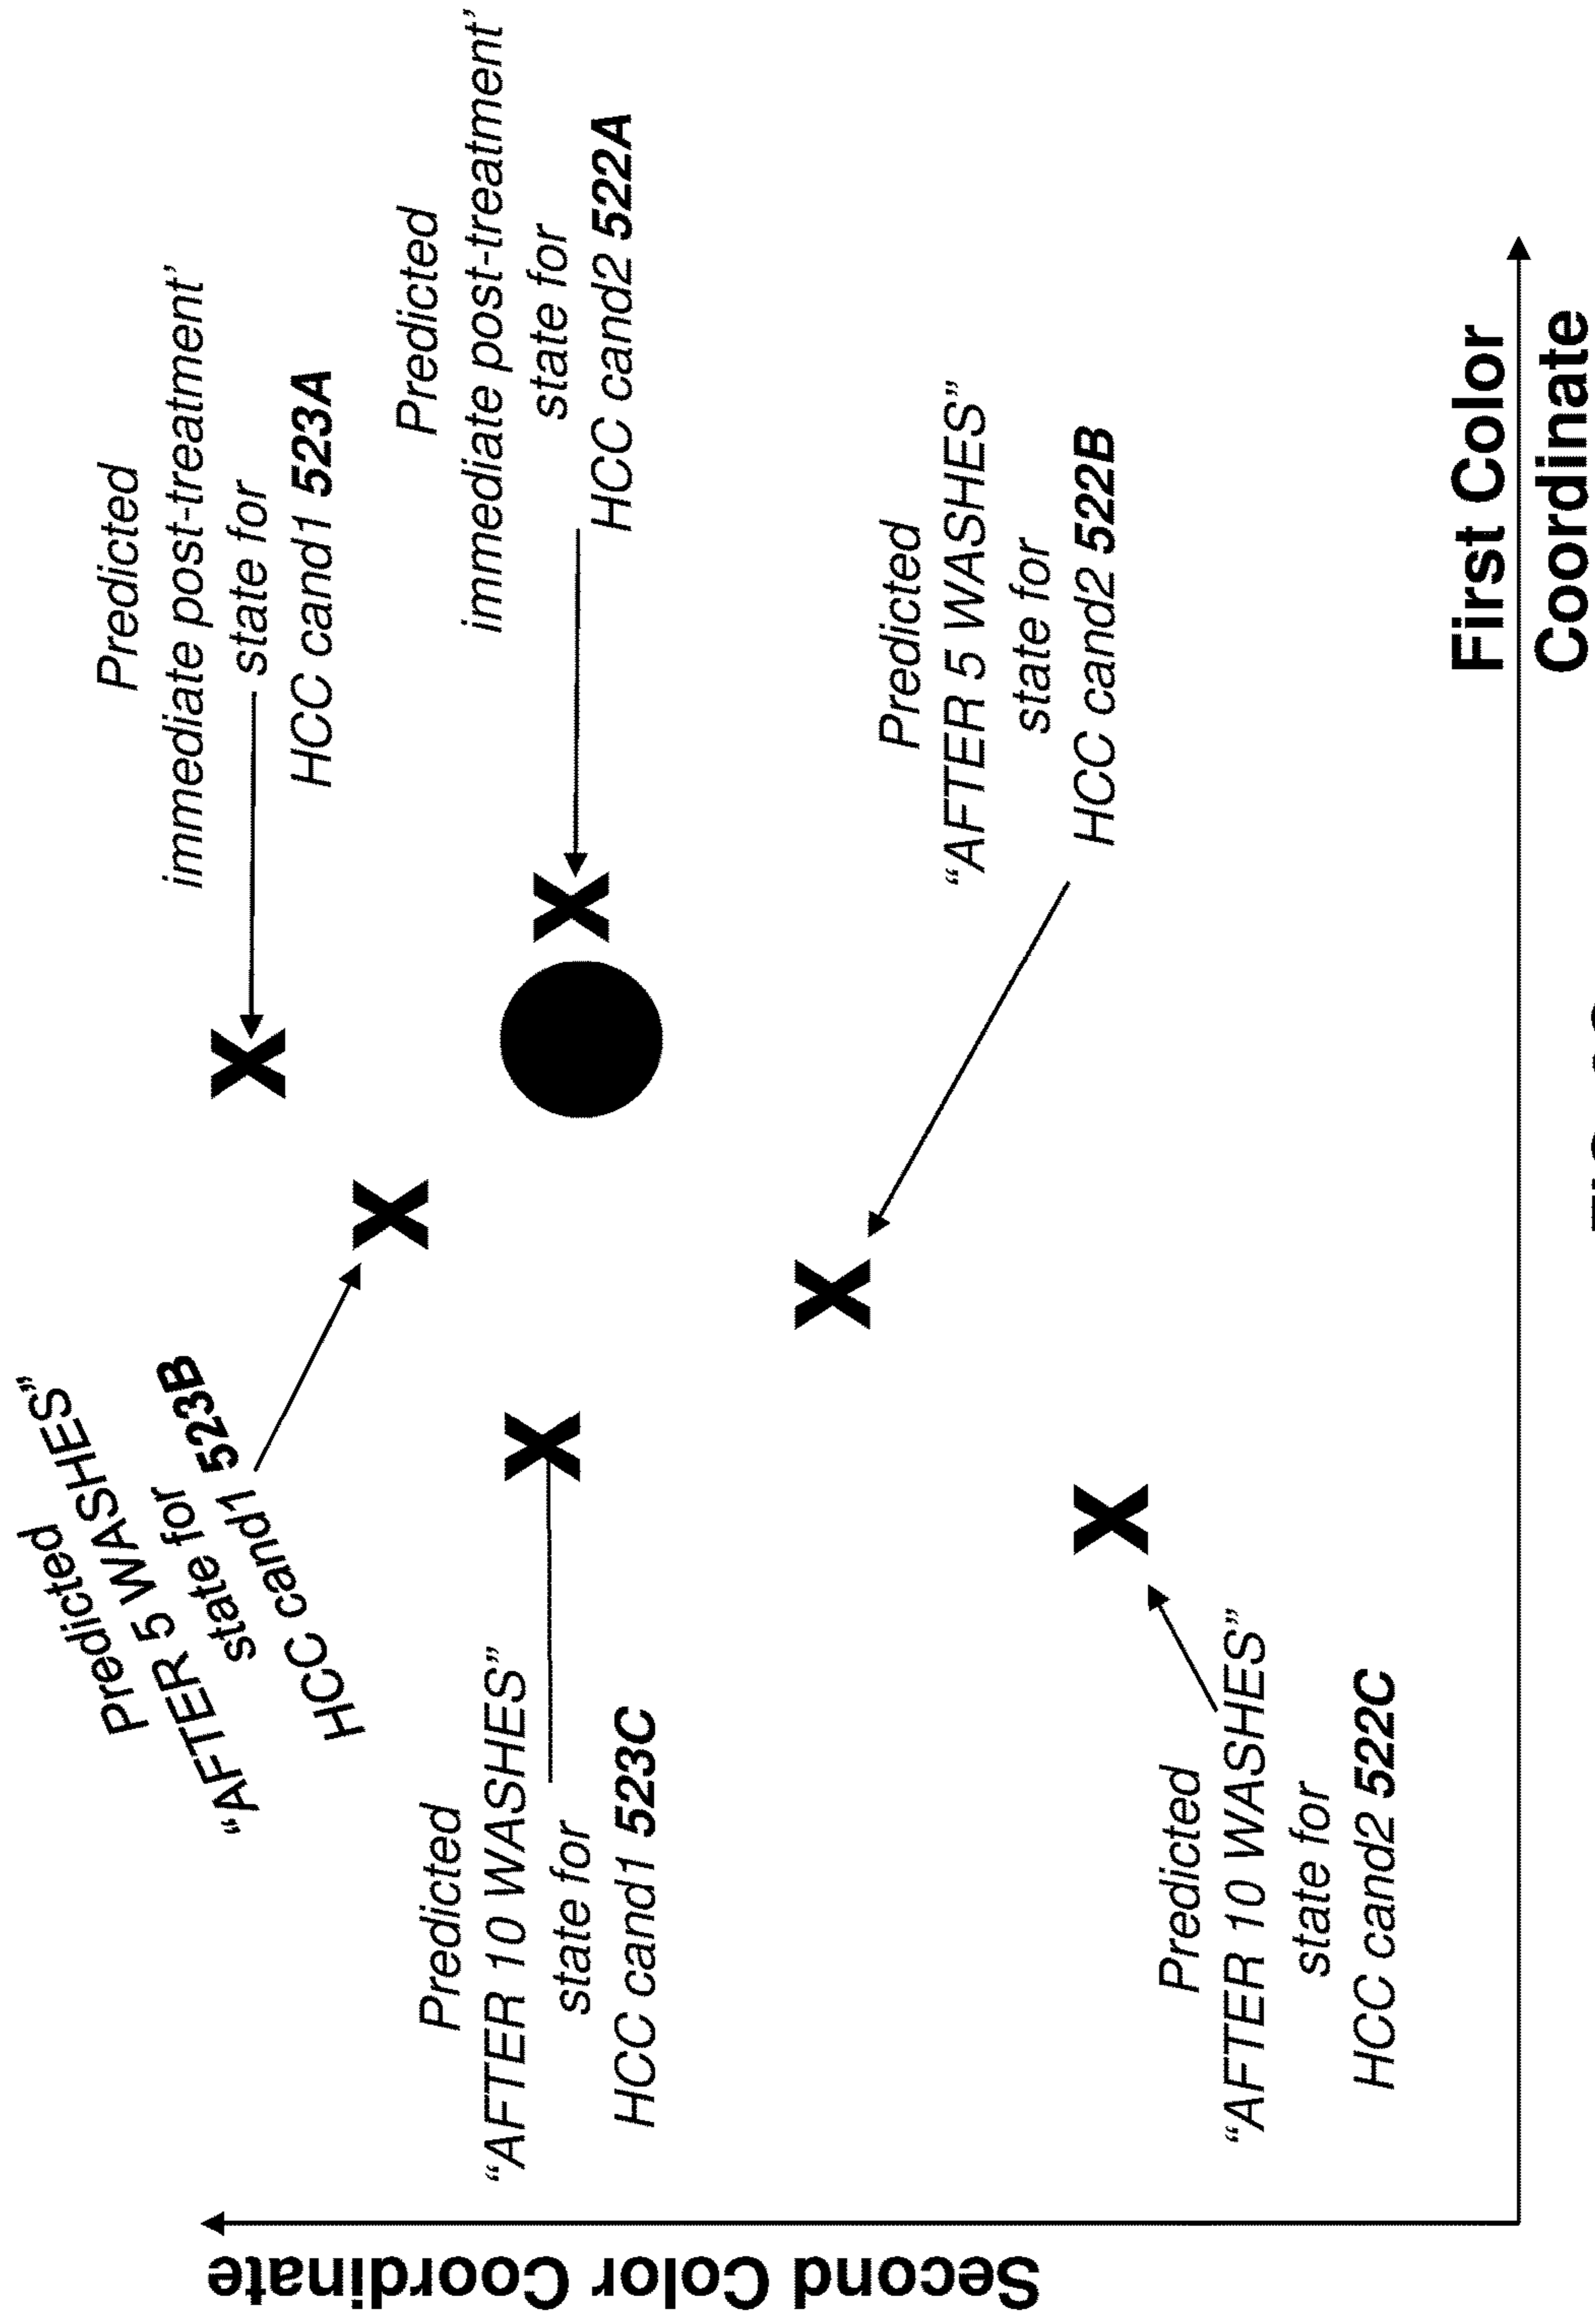 Second Color Coordinate
Predicted
“AFTER 5 WASHES”
state for
HCC cand1 523B
Predicted
immediate post-treatment’
state for
HCC cand1 523A
Predicted
immediate post-treatment’
state for
HCC cand2 522A
Predicted
“AFTER 10 WASHES”
state for
HCC cand1 523C
Predicted
“AFTER 5 WASHES”
state for
HCC cand2 522B
Predicted
“AFTER 10 WASHES”
state for
HCC cand2 522C
First Color
Coordinate